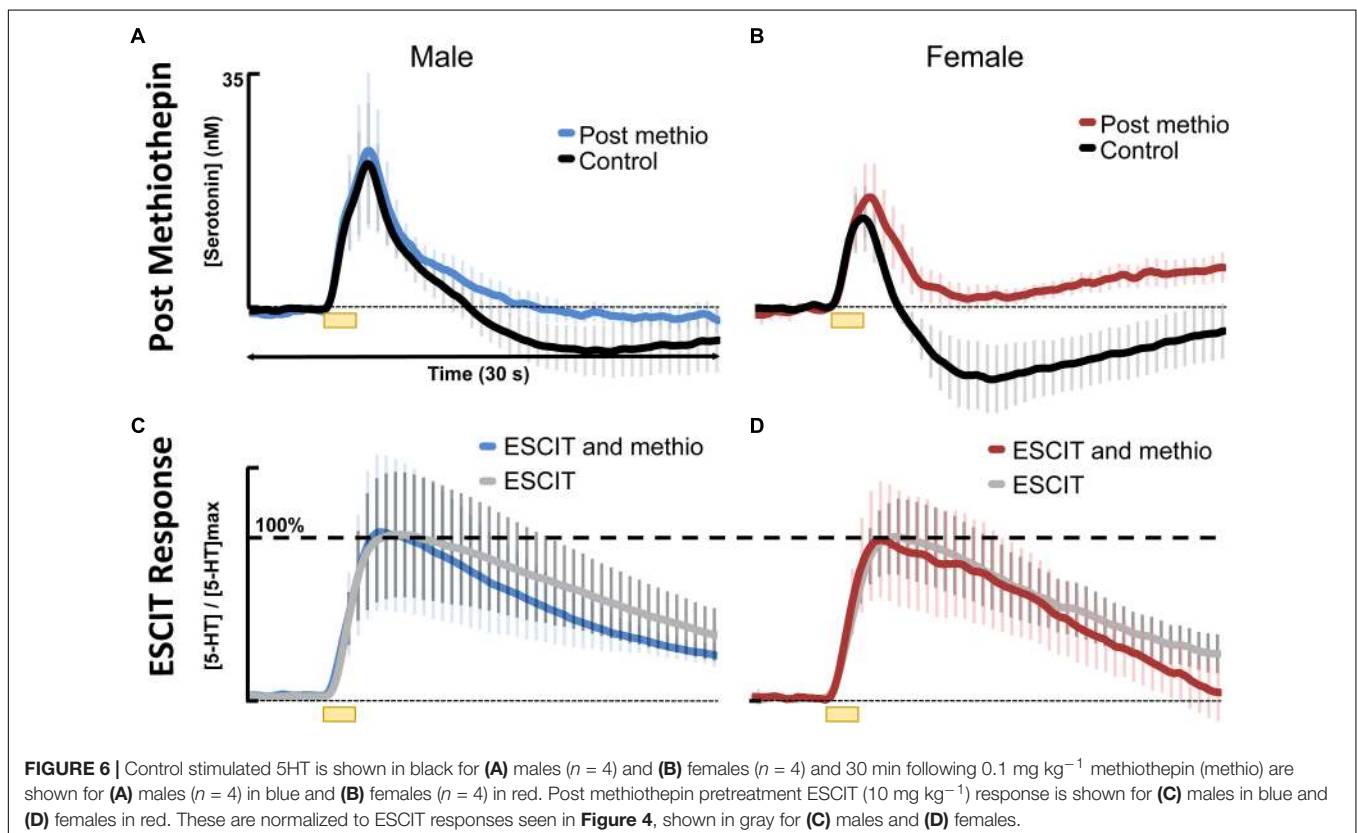 A
B
Male
Female
Post Methiothepin
[Serotonin] (nM)
35
Post methio
Control
Post methio
Control
Time (30 s)
C
D
ESCIT Response
[5-HT] / [5-HT]max
ESCIT and methio
ESCIT
ESCIT and methio
ESCIT
100%
FIGURE 6 | Control stimulated 5HT is shown in black for (A) males (n = 4) and (B) females (n = 4) and 30 min following 0.1 mg kg⁻¹ methiothepin (methio) are
shown for (A) males (n = 4) in blue and (B) females (n = 4) in red. Post methiothepin pretreatment ESCIT (10 mg kg⁻¹) response is shown for (C) males in blue and
(D) females in red. These are normalized to ESCIT responses seen in Figure 4, shown in gray for (C) males and (D) females.